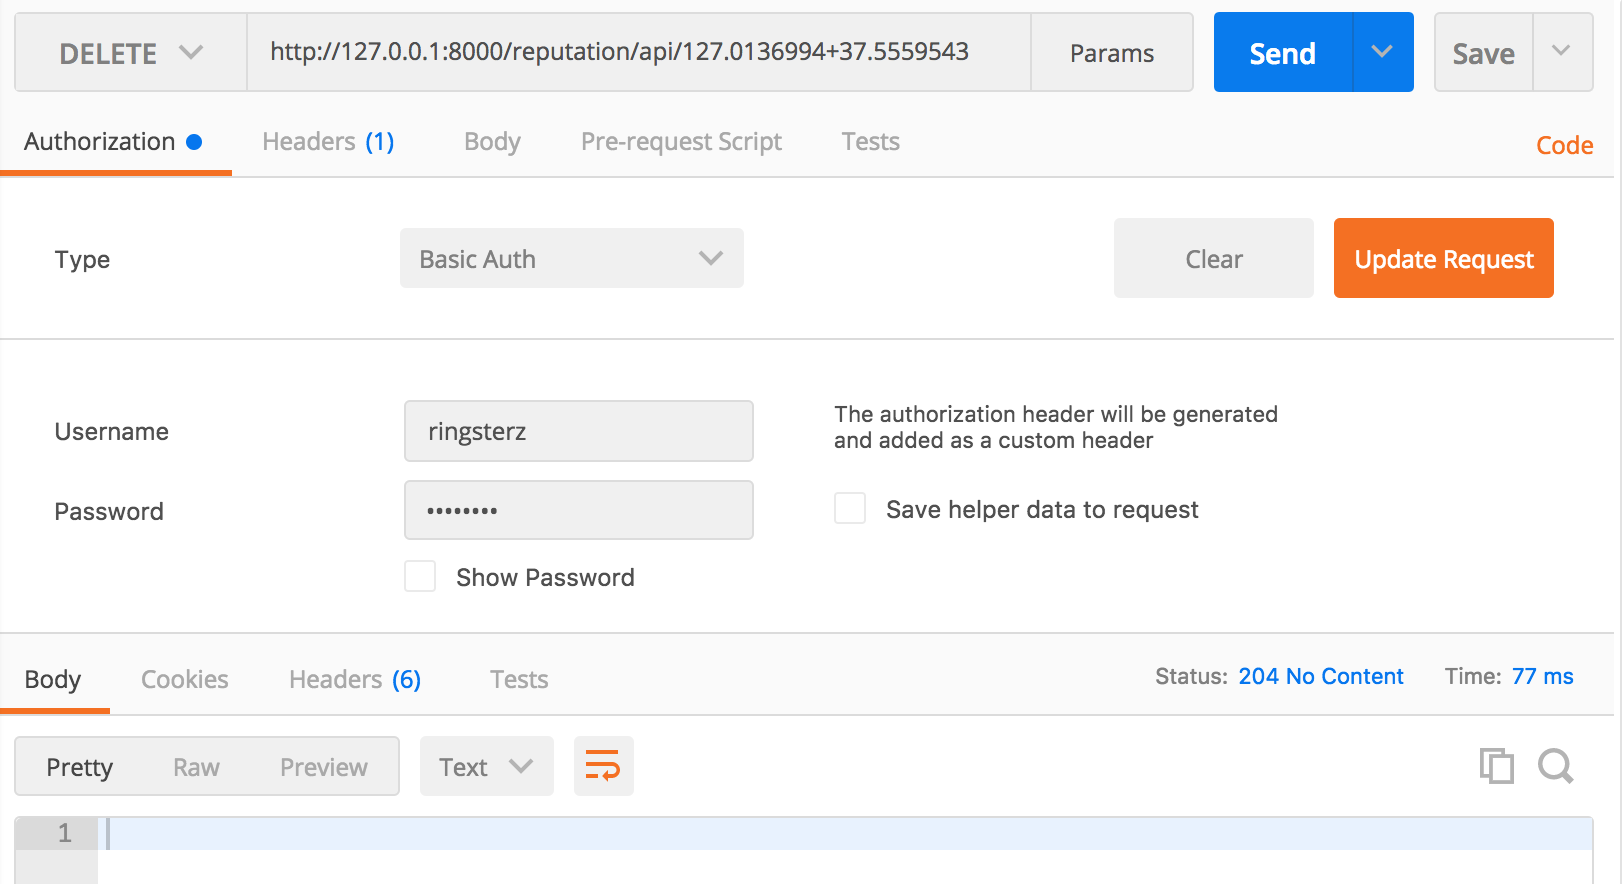 DELETE http://127.0.0.1:8000/reputation/api/127.0136994+37.5559543 Params Send Save
Authorization Headers (1) Body Pre-request Script Tests Code
Type Basic Auth Clear Update Request
Username ringsterz
The authorization header will be generated
and added as a custom header
Password ••••••••
Save helper data to request
Show Password
Body Cookies Headers (6) Tests Status: 204 No Content Time: 77 ms
Pretty Raw Preview Text
1